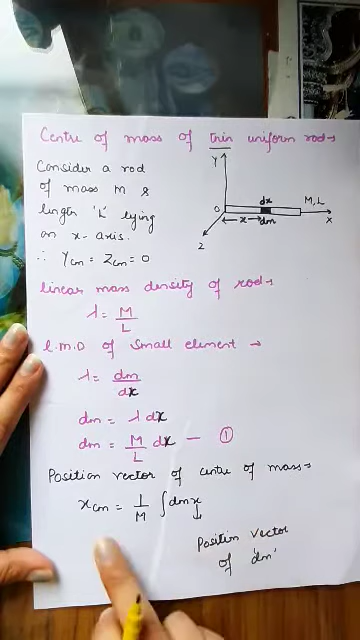 Centre of mass of thin uniform rod→
Consider a rod
of mass M &
length 'L' lying
on x-axis.
∴ Ycm = Zcm = 0
Y
O
dx
M, L
x
dm
X
Z
linear mass density of rod→
λ = M/L
L.M.D of small element →
λ = dm/dx
dm = λ dx
dm = M/L dx — ①
Position vector of centre of mass→
xcm = 1/M ∫ dm x
Position vector
of 'dm'